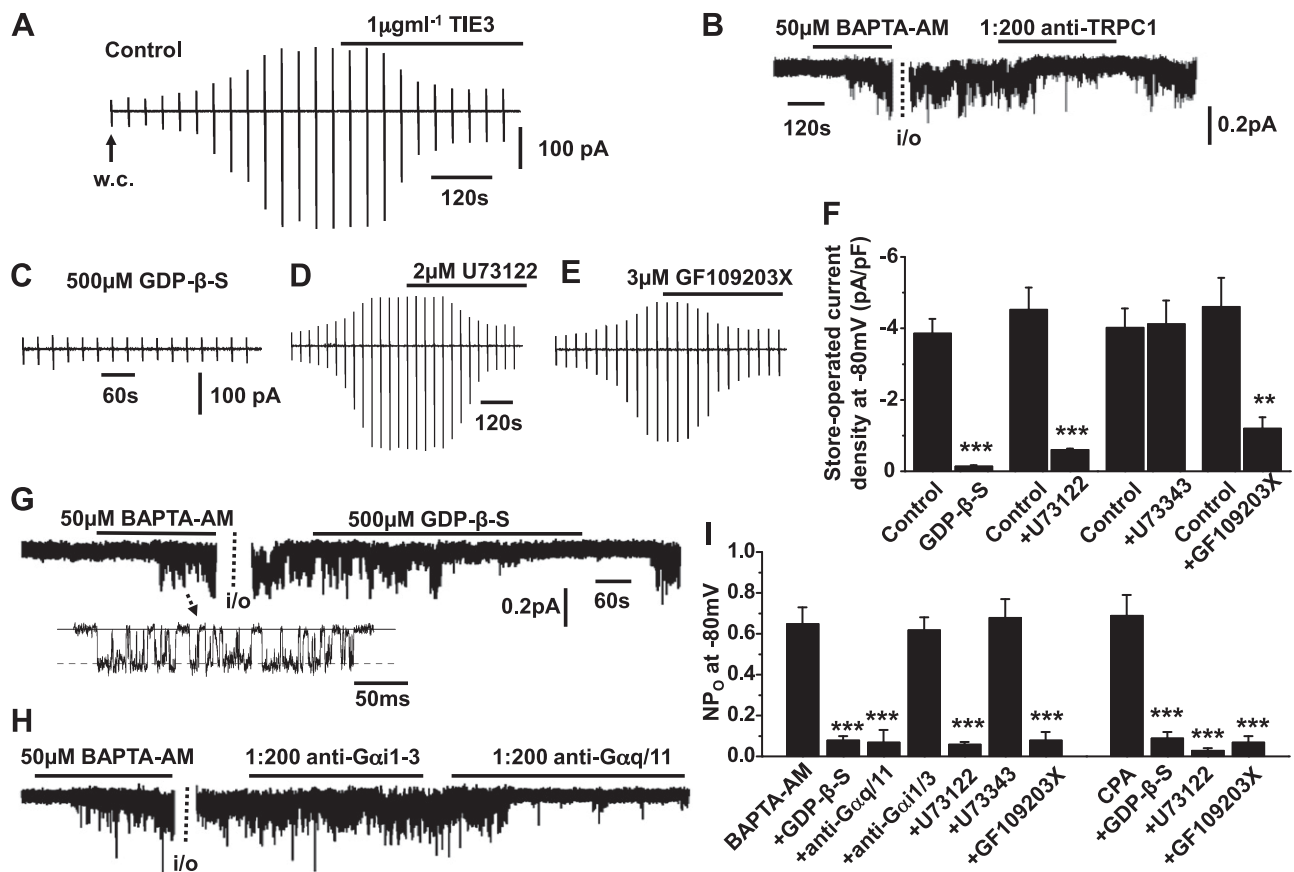 A
Control
1μgml⁻¹ TIE3
w.c.
100 pA
120s
B
50μM BAPTA-AM
1:200 anti-TRPC1
120s
i/o
0.2pA
C
500μM GDP-β-S
60s
100 pA
D
2μM U73122
120s
E
3μM GF109203X
F
Store-operated current
density at -80mV (pA/pF)
-6
-4
-2
0
***
***
**
Control
GDP-β-S
Control
+U73122
Control
+U73343
Control
+GF109203X
G
50μM BAPTA-AM
500μM GDP-β-S
i/o
0.2pA
60s
50ms
H
50μM BAPTA-AM
1:200 anti-Gαi1-3
1:200 anti-Gαq/11
i/o
I
NPO at -80mV
1.0
0.8
0.6
0.4
0.2
0.0
***
***
***
***
***
***
***
BAPTA-AM
+GDP-β-S
+anti-Gαq/11
+anti-Gαi1/3
+U73122
+U73343
+GF109203X
CPA
+GDP-β-S
+U73122
+GF109203X